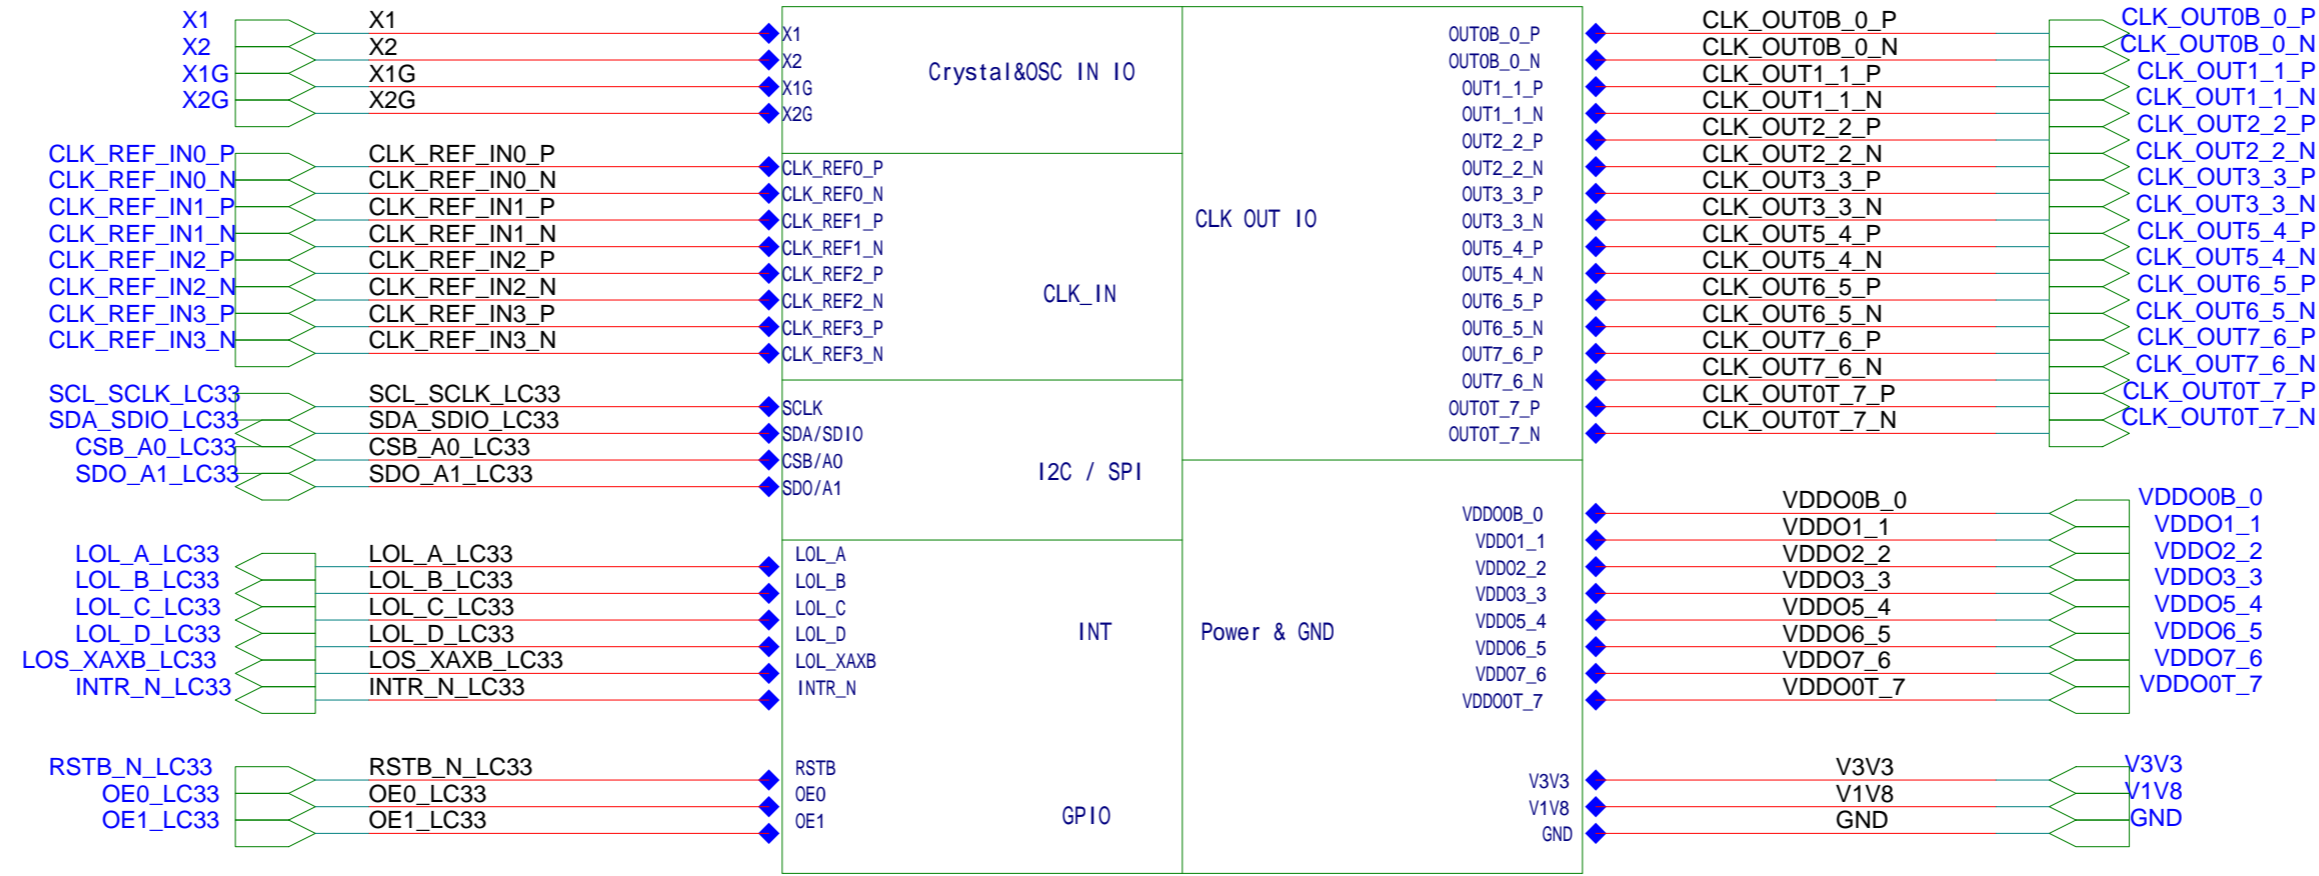 X1 X1 X1
X2 X2 X2
X1G X1G X1G
X2G X2G X2G
Crystal&OSC IN IO
CLK_REF_IN0_P CLK_REF_IN0_P CLK_REF0_P
CLK_REF_IN0_N CLK_REF_IN0_N CLK_REF0_N
CLK_REF_IN1_P CLK_REF_IN1_P CLK_REF1_P
CLK_REF_IN1_N CLK_REF_IN1_N CLK_REF1_N
CLK_REF_IN2_P CLK_REF_IN2_P CLK_REF2_P
CLK_REF_IN2_N CLK_REF_IN2_N CLK_REF2_N
CLK_REF_IN3_P CLK_REF_IN3_P CLK_REF3_P
CLK_REF_IN3_N CLK_REF_IN3_N CLK_REF3_N
CLK_IN
SCL_SCLK_LC33 SCL_SCLK_LC33 SCLK
SDA_SDIO_LC33 SDA_SDIO_LC33 SDA/SDIO
CSB_A0_LC33 CSB_A0_LC33 CSB/A0
SDO_A1_LC33 SDO_A1_LC33 SDO/A1
I2C / SPI
LOL_A_LC33 LOL_A_LC33 LOL_A
LOL_B_LC33 LOL_B_LC33 LOL_B
LOL_C_LC33 LOL_C_LC33 LOL_C
LOL_D_LC33 LOL_D_LC33 LOL_D
LOS_XAXB_LC33 LOS_XAXB_LC33 LOL_XAXB
INTR_N_LC33 INTR_N_LC33 INTR_N
INT
RSTB_N_LC33 RSTB_N_LC33 RSTB
OE0_LC33 OE0_LC33 OE0
OE1_LC33 OE1_LC33 OE1
GPIO
OUT0B_0_P CLK_OUT0B_0_P CLK_OUT0B_0_P
OUT0B_0_N CLK_OUT0B_0_N CLK_OUT0B_0_N
OUT1_1_P CLK_OUT1_1_P CLK_OUT1_1_P
OUT1_1_N CLK_OUT1_1_N CLK_OUT1_1_N
OUT2_2_P CLK_OUT2_2_P CLK_OUT2_2_P
OUT2_2_N CLK_OUT2_2_N CLK_OUT2_2_N
OUT3_3_P CLK_OUT3_3_P CLK_OUT3_3_P
OUT3_3_N CLK_OUT3_3_N CLK_OUT3_3_N
OUT5_4_P CLK_OUT5_4_P CLK_OUT5_4_P
OUT5_4_N CLK_OUT5_4_N CLK_OUT5_4_N
OUT6_5_P CLK_OUT6_5_P CLK_OUT6_5_P
OUT6_5_N CLK_OUT6_5_N CLK_OUT6_5_N
OUT7_6_P CLK_OUT7_6_P CLK_OUT7_6_P
OUT7_6_N CLK_OUT7_6_N CLK_OUT7_6_N
OUT0T_7_P CLK_OUT0T_7_P CLK_OUT0T_7_P
OUT0T_7_N CLK_OUT0T_7_N CLK_OUT0T_7_N
CLK OUT IO
VDDO0B_0 VDDO0B_0 VDDO0B_0
VDDO1_1 VDDO1_1 VDDO1_1
VDDO2_2 VDDO2_2 VDDO2_2
VDDO3_3 VDDO3_3 VDDO3_3
VDDO5_4 VDDO5_4 VDDO5_4
VDDO6_5 VDDO6_5 VDDO6_5
VDDO7_6 VDDO7_6 VDDO7_6
VDDO0T_7 VDDO0T_7 VDDO0T_7
Power & GND
V3V3 V3V3 V3V3
V1V8 V1V8 V1V8
GND GND GND